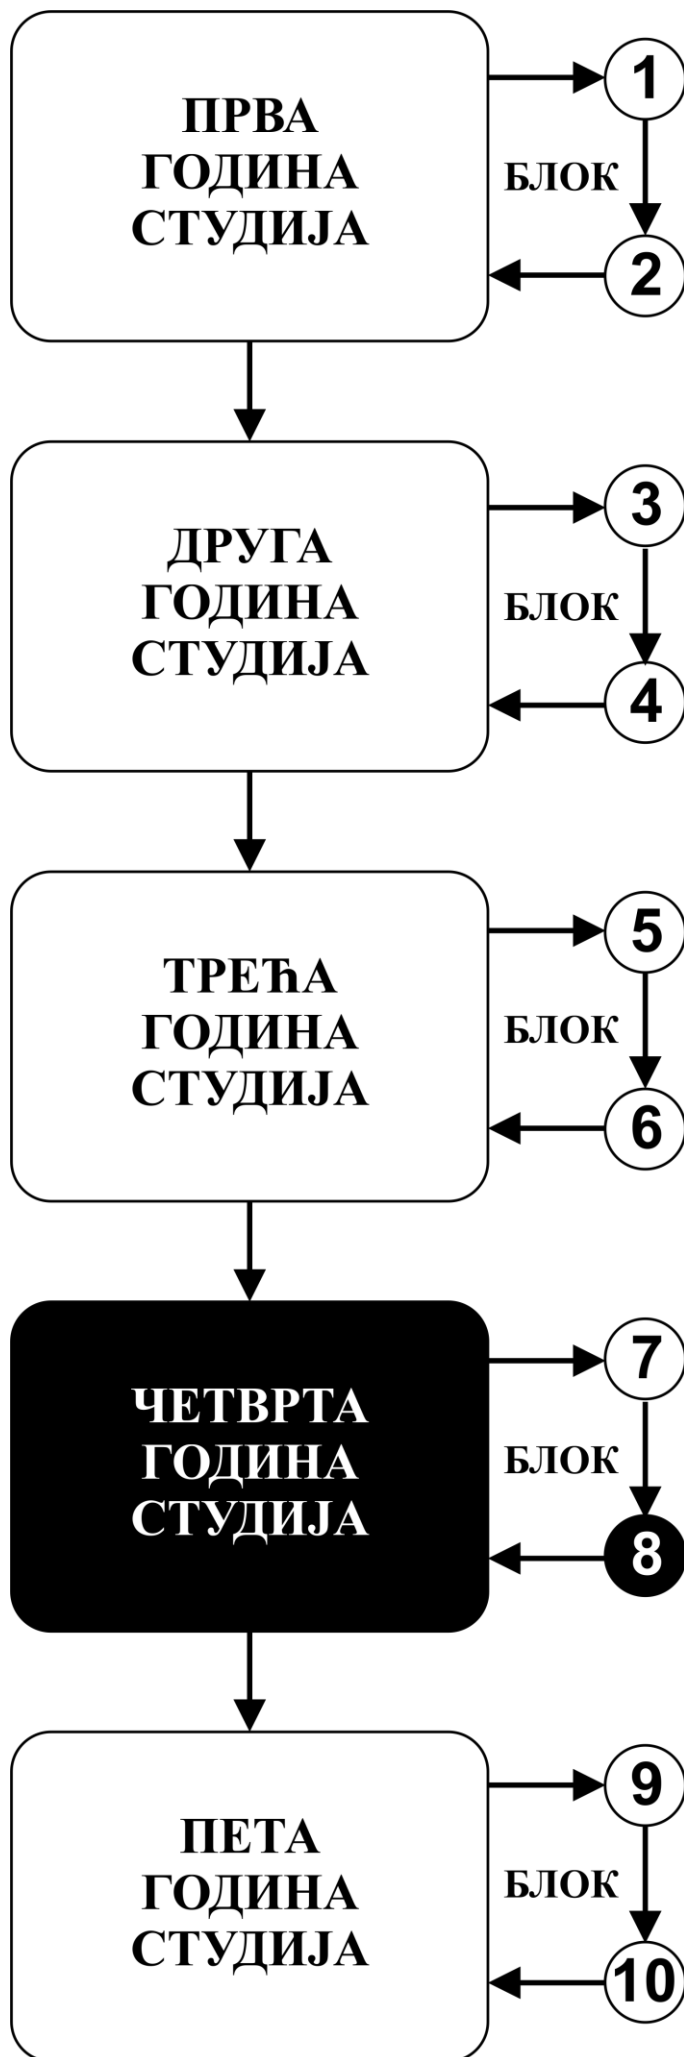 ПРВА
ГОДИНА
СТУДИЈА
1
БЛОК
2
ДРУГА
ГОДИНА
СТУДИЈА
3
БЛОК
4
ТРЕЋА
ГОДИНА
СТУДИЈА
5
БЛОК
6
ЧЕТВРТА
ГОДИНА
СТУДИЈА
7
БЛОК
8
ПЕТА
ГОДИНА
СТУДИЈА
9
БЛОК
10